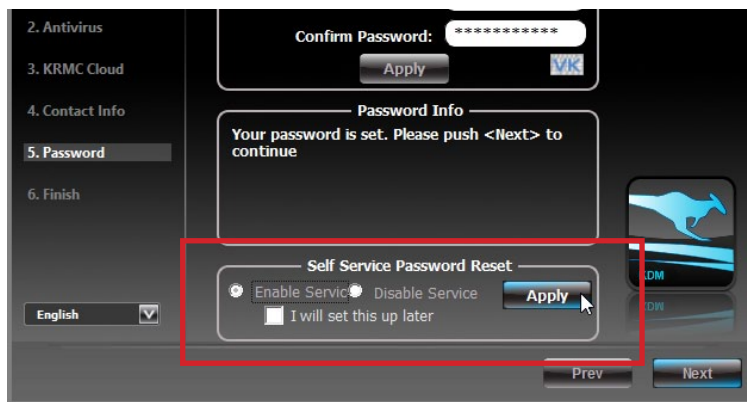 2. Antivirus
Confirm Password: ***********
3. KRMC Cloud
Apply VK
4. Contact Info
Password Info
Your password is set. Please push <Next> to
continue
5. Password
6. Finish
Self Service Password Reset
KDM
Enable Servic Disable Service Apply
I will set this up later
English V
Prev Next